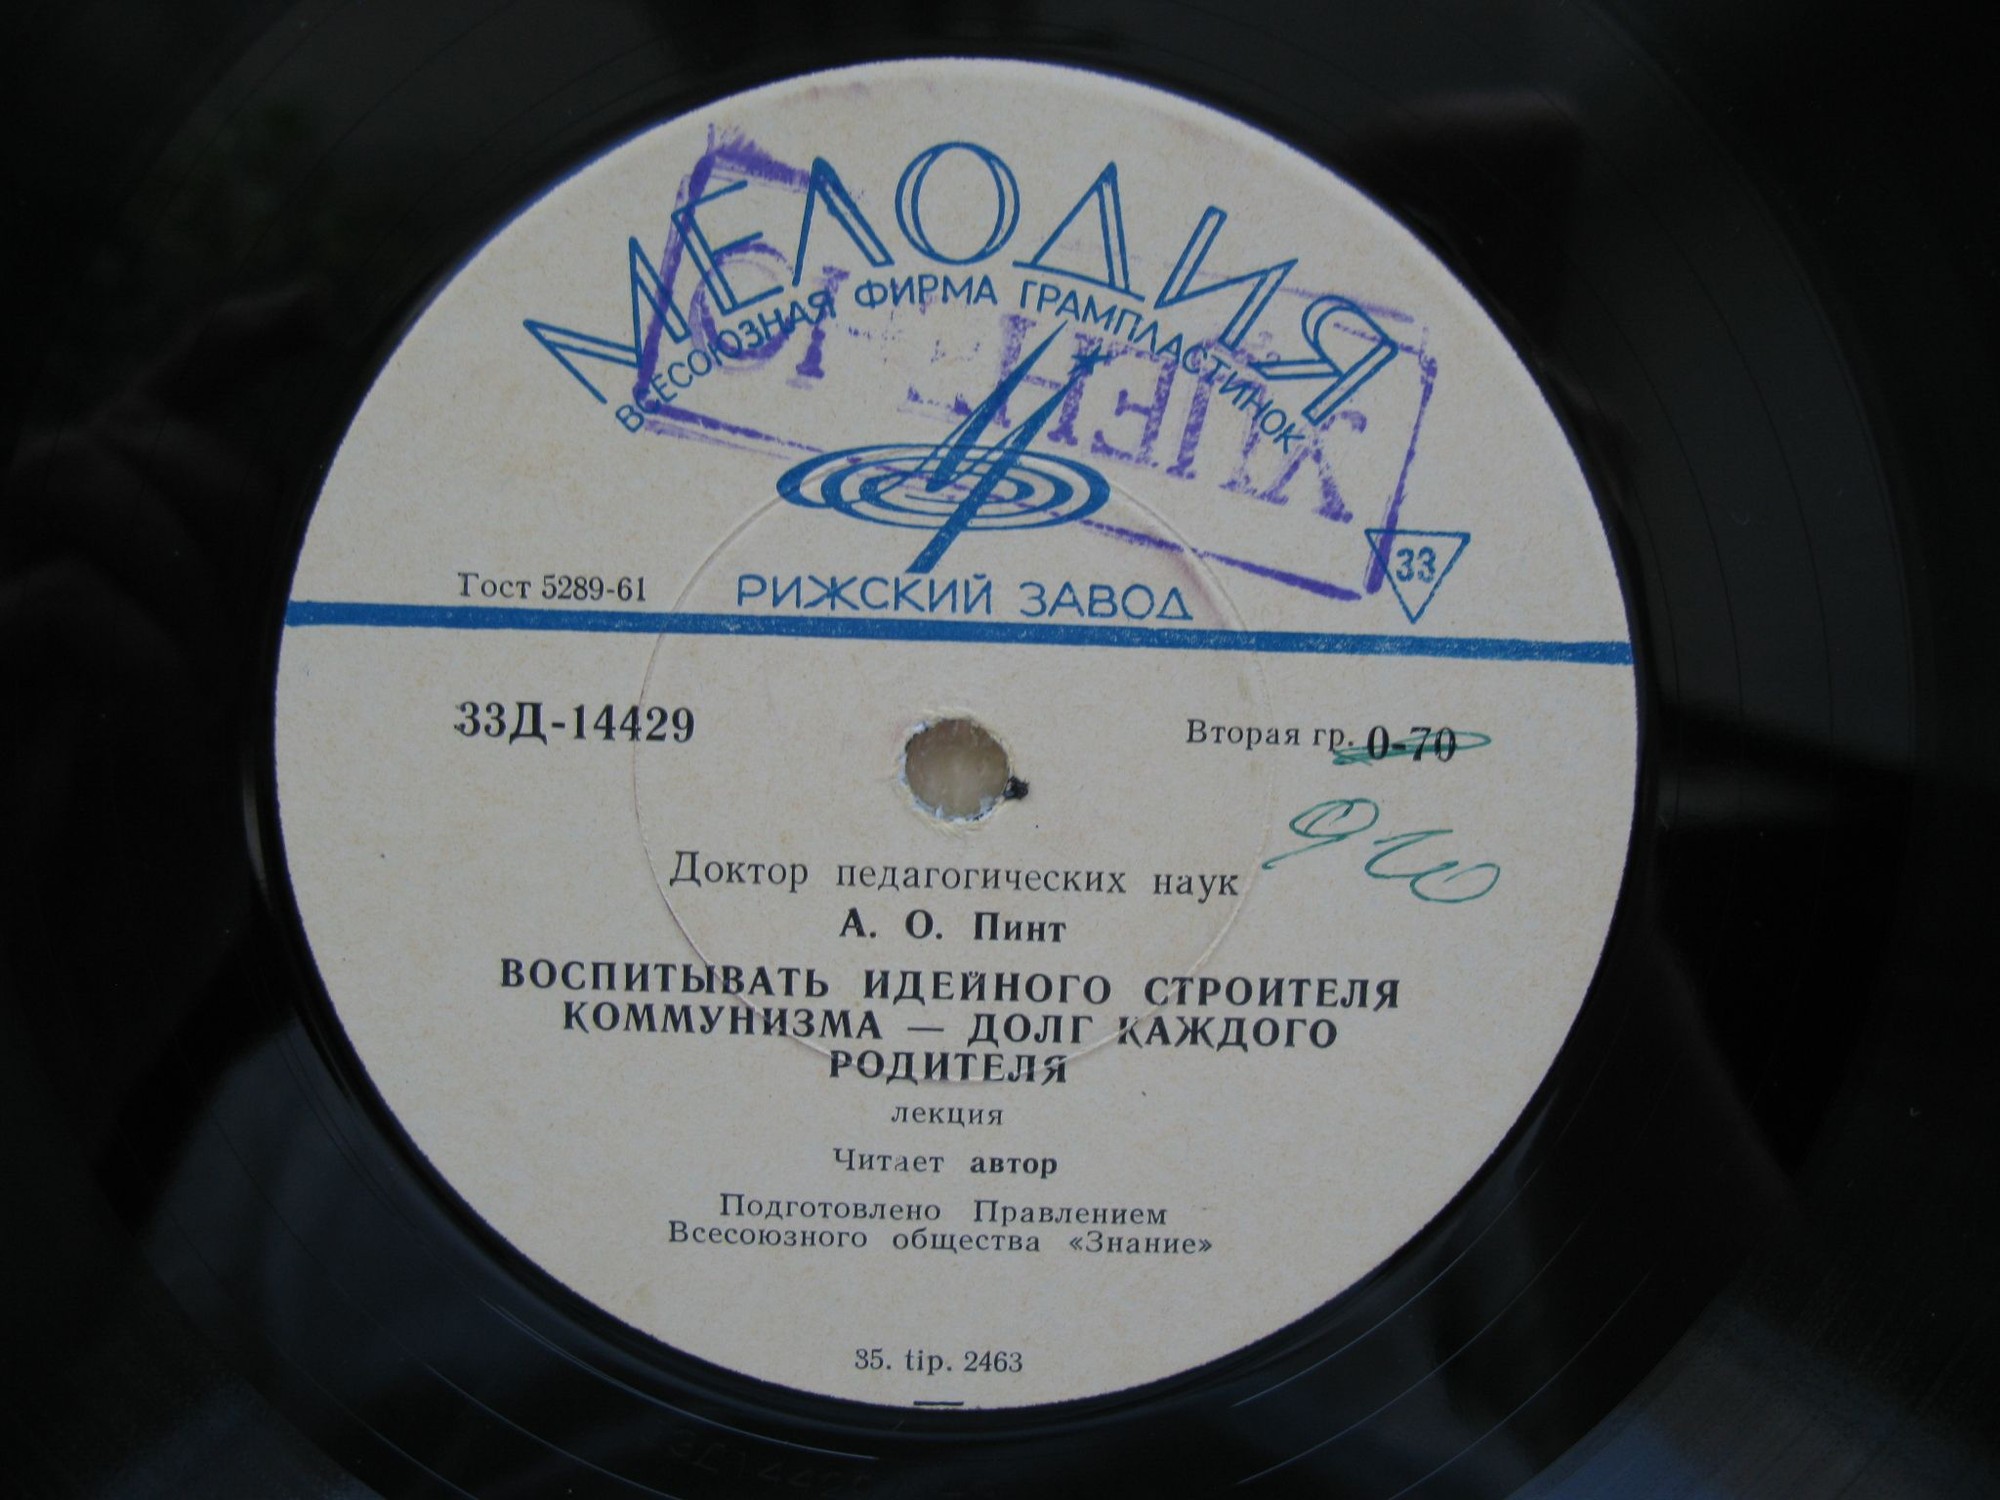 МЕЛОДИЯ
ВСЕСОЮЗНАЯ ФИРМА ГРАМПЛАСТИНОК
33
Гост 5289-61
РИЖСКИЙ ЗАВОД
33Д-14429
Вторая гр. 0-70
Доктор педагогических наук
А. О. Пинт
ВОСПИТЫВАТЬ ИДЕЙНОГО СТРОИТЕЛЯ
КОММУНИЗМА — ДОЛГ КАЖДОГО
РОДИТЕЛЯ
лекция
Читает автор
Подготовлено Правлением
Всесоюзного общества «Знание»
35. tip. 2463